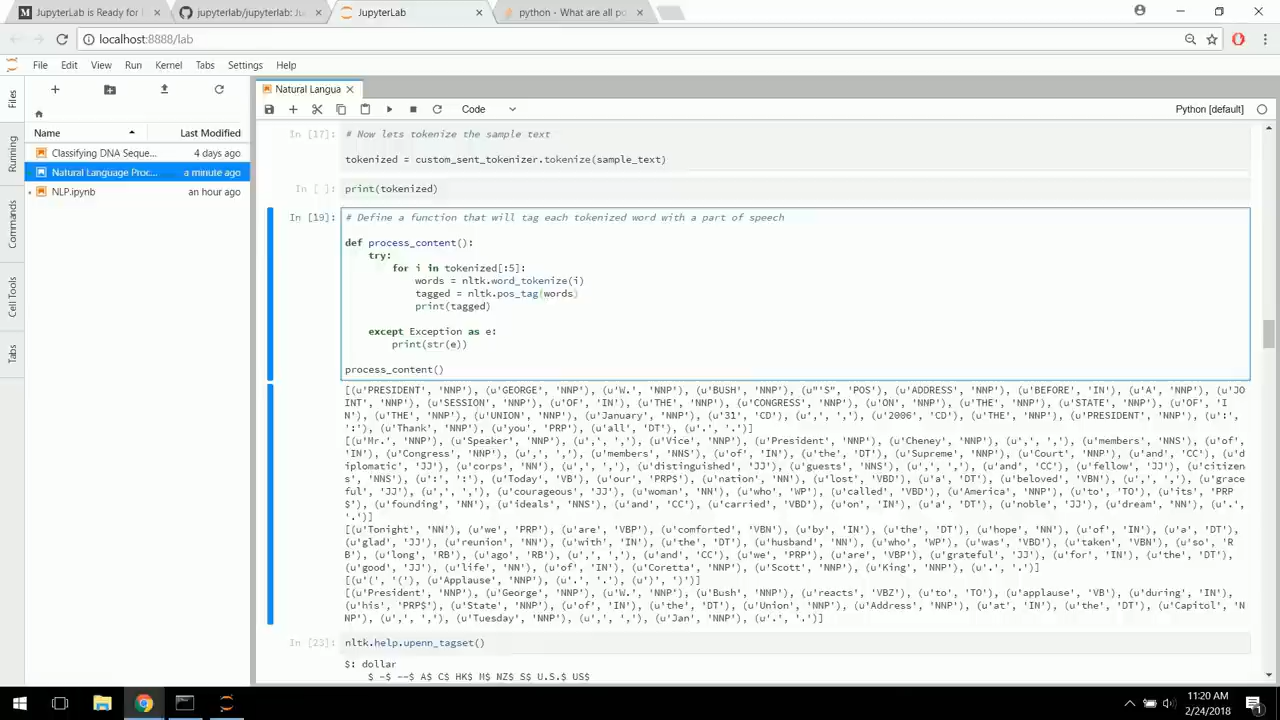 JupyterLab is Ready for
jupyterlab/jupyterlab: Ju
JupyterLab
python - What are all po
localhost:8888/lab
File Edit View Run Kernel Tabs Settings Help
Files
Running
Commands
Cell Tools
Tabs
Name Last Modified
Classifying DNA Seque... 4 days ago
Natural Language Proc... a minute ago
NLP.ipynb an hour ago
Natural Langua
Code
Python [default]
In [17]: # Now lets tokenize the sample text
tokenized = custom_sent_tokenizer.tokenize(sample_text)
In [ ]: print(tokenized)
In [19]: # Define a function that will tag each tokenized word with a part of speech
def process_content():
try:
for i in tokenized[:5]:
words = nltk.word_tokenize(i)
tagged = nltk.pos_tag(words)
print(tagged)
except Exception as e:
print(str(e))
process_content()
[(u'PRESIDENT', 'NNP'), (u'GEORGE', 'NNP'), (u'W.', 'NNP'), (u'BUSH', 'NNP'), (u"'S", 'POS'), (u'ADDRESS', 'NNP'), (u'BEFORE', 'IN'), (u'A', 'NNP'), (u'JO
INT', 'NNP'), (u'SESSION', 'NNP'), (u'OF', 'IN'), (u'THE', 'NNP'), (u'CONGRESS', 'NNP'), (u'ON', 'NNP'), (u'THE', 'NNP'), (u'STATE', 'NNP'), (u'OF', 'I
N'), (u'THE', 'NNP'), (u'UNION', 'NNP'), (u'January', 'NNP'), (u'31', 'CD'), (u',', ','), (u'2006', 'CD'), (u'THE', 'NNP'), (u'PRESIDENT', 'NNP'), (u':',
':'), (u'Thank', 'NNP'), (u'you', 'PRP'), (u'all', 'DT'), (u'.', '.')]
[(u'Mr.', 'NNP'), (u'Speaker', 'NNP'), (u',', ','), (u'Vice', 'NNP'), (u'President', 'NNP'), (u'Cheney', 'NNP'), (u',', ','), (u'members', 'NNS'), (u'of',
'IN'), (u'Congress', 'NNP'), (u',', ','), (u'members', 'NNS'), (u'of', 'IN'), (u'the', 'DT'), (u'Supreme', 'NNP'), (u'Court', 'NNP'), (u'and', 'CC'), (u'd
iplomatic', 'JJ'), (u'corps', 'NN'), (u',', ','), (u'distinguished', 'JJ'), (u'guests', 'NNS'), (u',', ','), (u'and', 'CC'), (u'fellow', 'JJ'), (u'citizen
s', 'NNS'), (u':', ':'), (u'Today', 'VB'), (u'our', 'PRP$'), (u'nation', 'NN'), (u'lost', 'VBD'), (u'a', 'DT'), (u'beloved', 'VBN'), (u',', ','), (u'grace
ful', 'JJ'), (u',', ','), (u'courageous', 'JJ'), (u'woman', 'NN'), (u'who', 'WP'), (u'called', 'VBD'), (u'America', 'NNP'), (u'to', 'TO'), (u'its', 'PRP
$'), (u'founding', 'NN'), (u'ideals', 'NNS'), (u'and', 'CC'), (u'carried', 'VBD'), (u'on', 'IN'), (u'a', 'DT'), (u'noble', 'JJ'), (u'dream', 'NN'), (u'.',
'.')]
[(u'Tonight', 'NN'), (u'we', 'PRP'), (u'are', 'VBP'), (u'comforted', 'VBN'), (u'by', 'IN'), (u'the', 'DT'), (u'hope', 'NN'), (u'of', 'IN'), (u'a', 'DT'),
(u'glad', 'JJ'), (u'reunion', 'NN'), (u'with', 'IN'), (u'the', 'DT'), (u'husband', 'NN'), (u'who', 'WP'), (u'was', 'VBD'), (u'taken', 'VBN'), (u'so', 'R
B'), (u'long', 'RB'), (u'ago', 'RB'), (u',', ','), (u'and', 'CC'), (u'we', 'PRP'), (u'are', 'VBP'), (u'grateful', 'JJ'), (u'for', 'IN'), (u'the', 'DT'),
(u'good', 'JJ'), (u'life', 'NN'), (u'of', 'IN'), (u'Coretta', 'NNP'), (u'Scott', 'NNP'), (u'King', 'NNP'), (u'.', '.')]
[(u'(', '('), (u'Applause', 'NNP'), (u'.', '.'), (u')', ')')]
[(u'President', 'NNP'), (u'George', 'NNP'), (u'W.', 'NNP'), (u'Bush', 'NNP'), (u'reacts', 'VBZ'), (u'to', 'TO'), (u'applause', 'VB'), (u'during', 'IN'),
(u'his', 'PRP$'), (u'State', 'NNP'), (u'of', 'IN'), (u'the', 'DT'), (u'Union', 'NNP'), (u'Address', 'NNP'), (u'at', 'IN'), (u'the', 'DT'), (u'Capitol', 'N
NP'), (u',', ','), (u'Tuesday', 'NNP'), (u',', ','), (u'Jan', 'NNP'), (u'.', '.')]
In [23]: nltk.help.upenn_tagset()
$: dollar
$ -$ --$ A$ C$ HK$ M$ NZ$ S$ U.S.$ US$
11:20 AM
2/24/2018